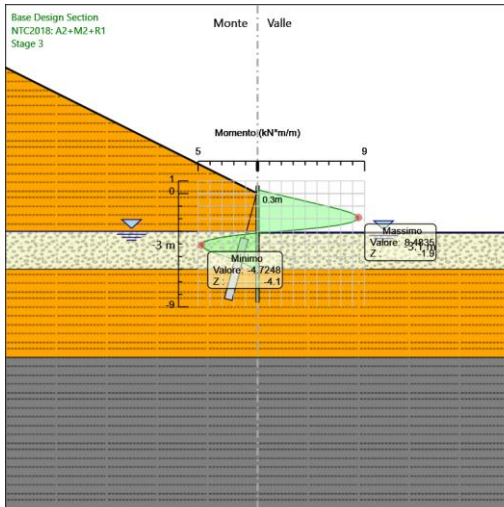 Base Design Section
NTC2018: A2+M2+R1
Stage 3
Monte Valle
Momento (kN*m/m)
5 9
1
0
0.3m
Massimo
Valore: 8.4835
Z : -1.9
3 m
Minimo
Valore: -4.7248
Z : -4.1
-9